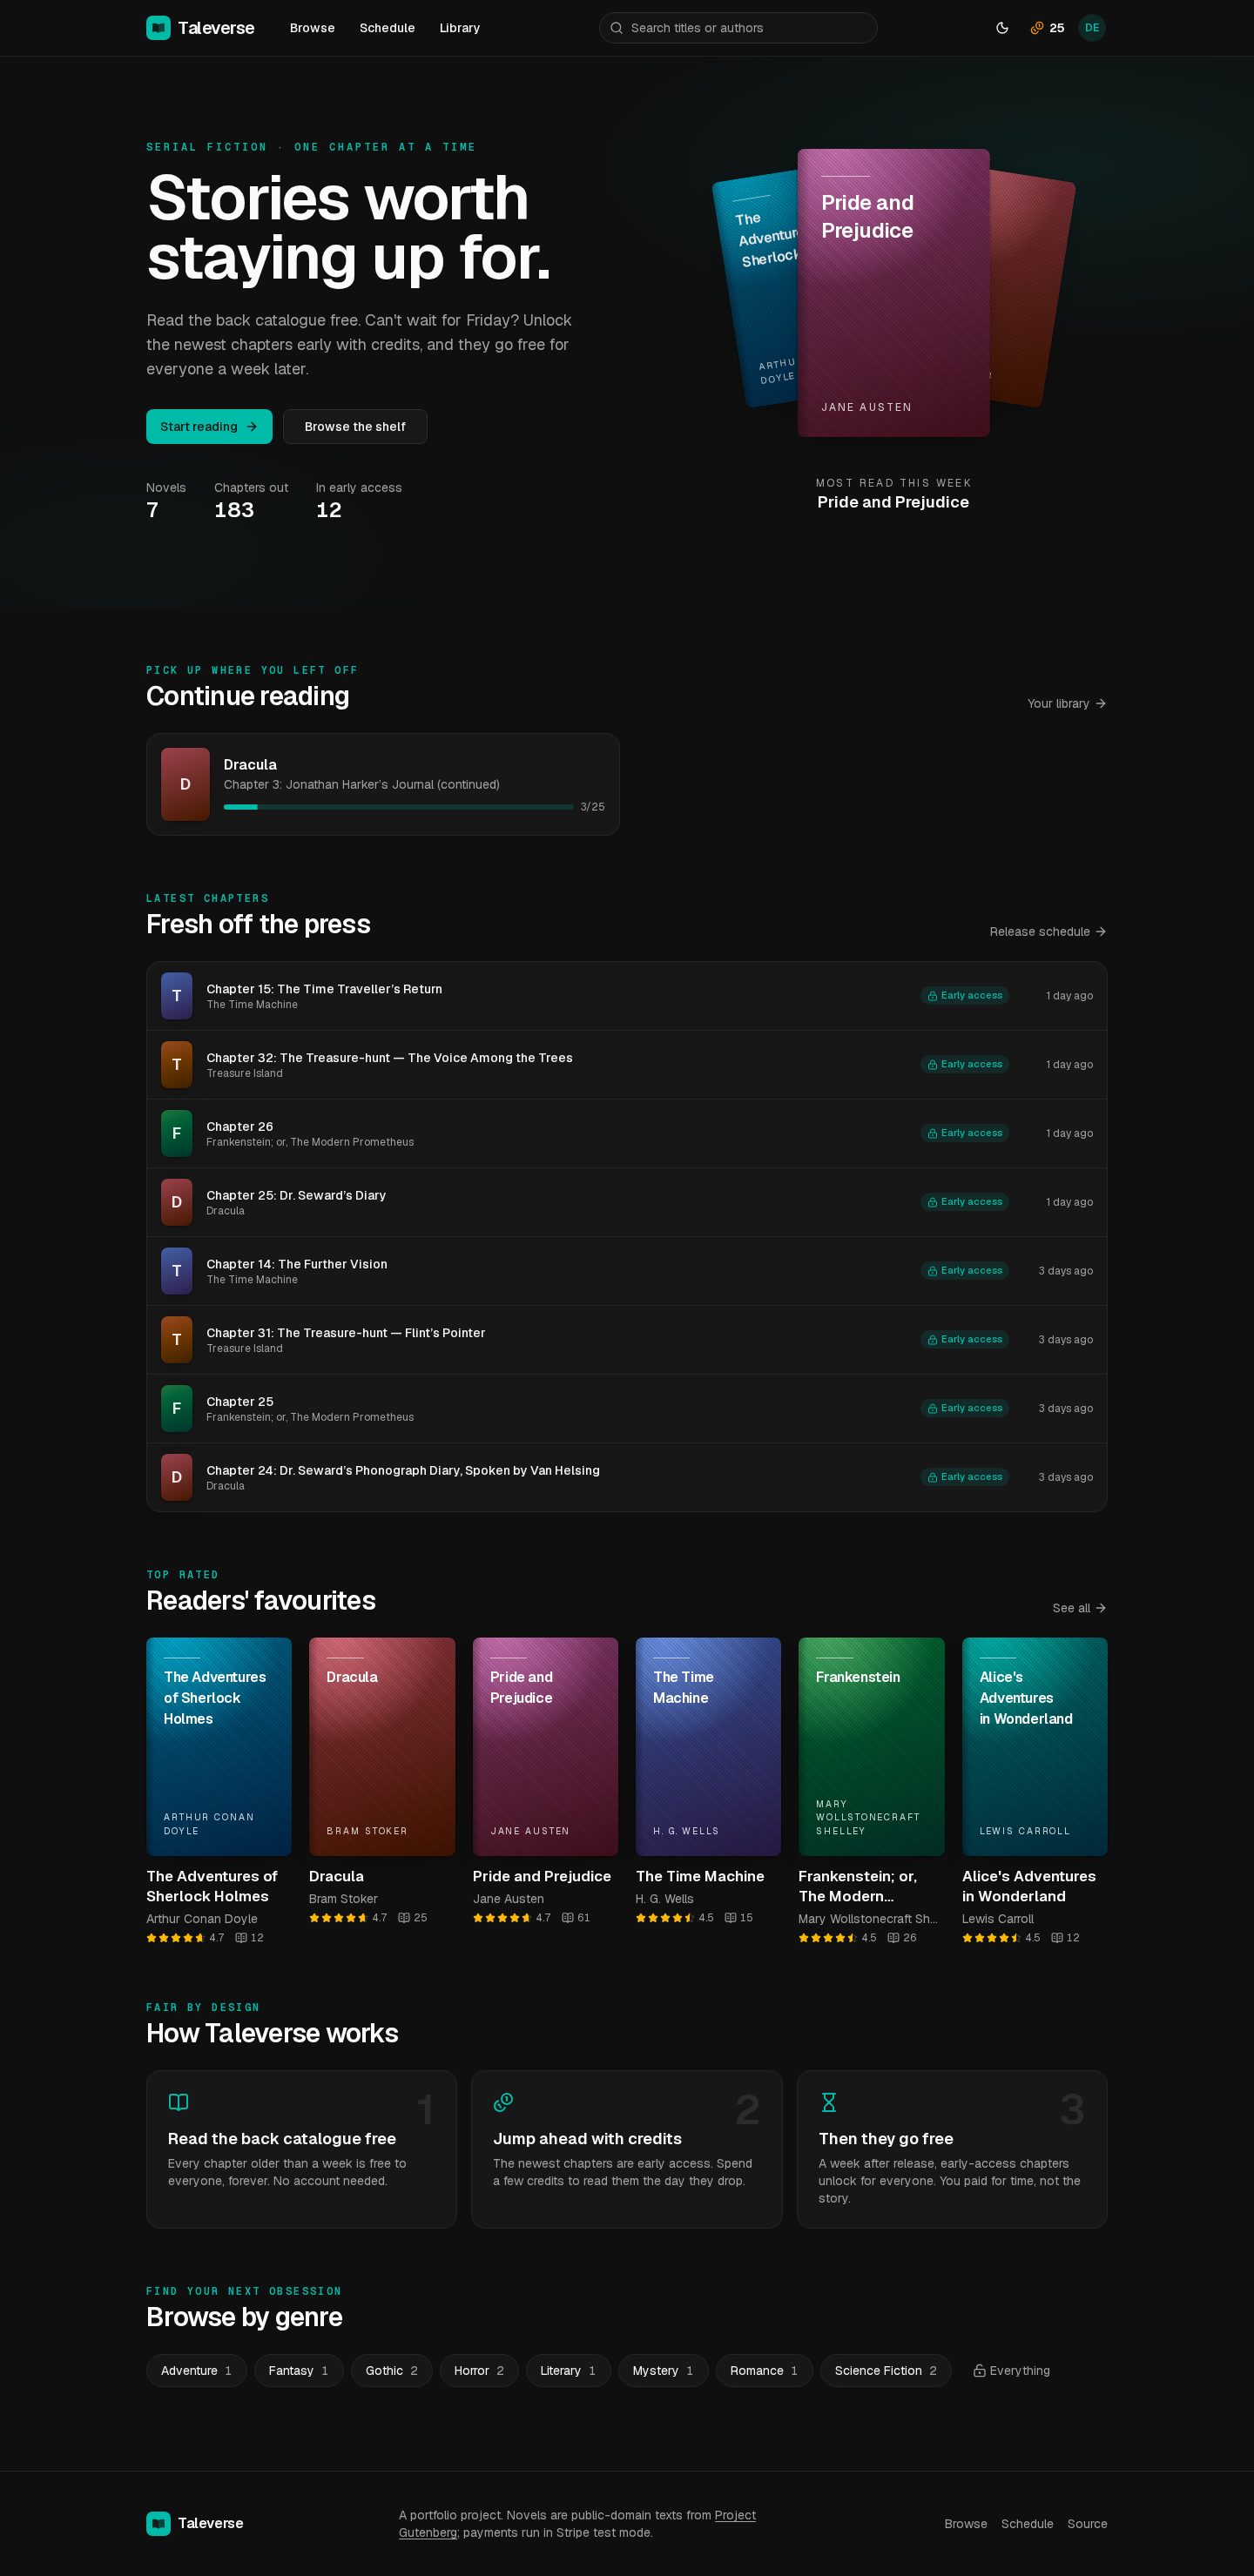 Taleverse
Browse
Schedule
Library
Search titles or authors
25
DE
SERIAL FICTION · ONE CHAPTER AT A TIME
Stories worth
staying up for.
Read the back catalogue free. Can't wait for Friday? Unlock
the newest chapters early with credits, and they go free for
everyone a week later.
Start reading
Browse the shelf
Novels
7
Chapters out
183
In early access
12
The
Sherlock
DOYLE
Pride and
Prejudice
JANE AUSTEN
MOST READ THIS WEEK
Pride and Prejudice
PICK UP WHERE YOU LEFT OFF
Continue reading
Your library
D
Dracula
Chapter 3: Jonathan Harker’s Journal (continued)
3/25
LATEST CHAPTERS
Fresh off the press
Release schedule
T
Chapter 15: The Time Traveller’s Return
The Time Machine
Early access
1 day ago
T
Chapter 32: The Treasure-hunt — The Voice Among the Trees
Treasure Island
Early access
1 day ago
F
Chapter 26
Frankenstein; or, The Modern Prometheus
Early access
1 day ago
D
Chapter 25: Dr. Seward’s Diary
Dracula
Early access
1 day ago
T
Chapter 14: The Further Vision
The Time Machine
Early access
3 days ago
T
Chapter 31: The Treasure-hunt — Flint’s Pointer
Treasure Island
Early access
3 days ago
F
Chapter 25
Frankenstein; or, The Modern Prometheus
Early access
3 days ago
D
Chapter 24: Dr. Seward’s Phonograph Diary, Spoken by Van Helsing
Dracula
Early access
3 days ago
TOP RATED
Readers' favourites
See all
The Adventures
of Sherlock
Holmes
ARTHUR CONAN
DOYLE
The Adventures of
Sherlock Holmes
Arthur Conan Doyle
4.7
12
Dracula
BRAM STOKER
Dracula
Bram Stoker
4.7
25
Pride and
Prejudice
JANE AUSTEN
Pride and Prejudice
Jane Austen
4.7
61
The Time
Machine
H. G. WELLS
The Time Machine
H. G. Wells
4.5
15
Frankenstein
MARY
WOLLSTONECRAFT
SHELLEY
Frankenstein; or,
The Modern...
Mary Wollstonecraft Sh...
4.5
26
Alice's
Adventures
in Wonderland
LEWIS CARROLL
Alice's Adventures
in Wonderland
Lewis Carroll
4.5
12
FAIR BY DESIGN
How Taleverse works
1
Read the back catalogue free
Every chapter older than a week is free to
everyone, forever. No account needed.
2
Jump ahead with credits
The newest chapters are early access. Spend
a few credits to read them the day they drop.
3
Then they go free
A week after release, early-access chapters
unlock for everyone. You paid for time, not the
story.
FIND YOUR NEXT OBSESSION
Browse by genre
Adventure 1
Fantasy 1
Gothic 2
Horror 2
Literary 1
Mystery 1
Romance 1
Science Fiction 2
Everything
Taleverse
A portfolio project. Novels are public-domain texts from Project
Gutenberg; payments run in Stripe test mode.
Browse
Schedule
Source